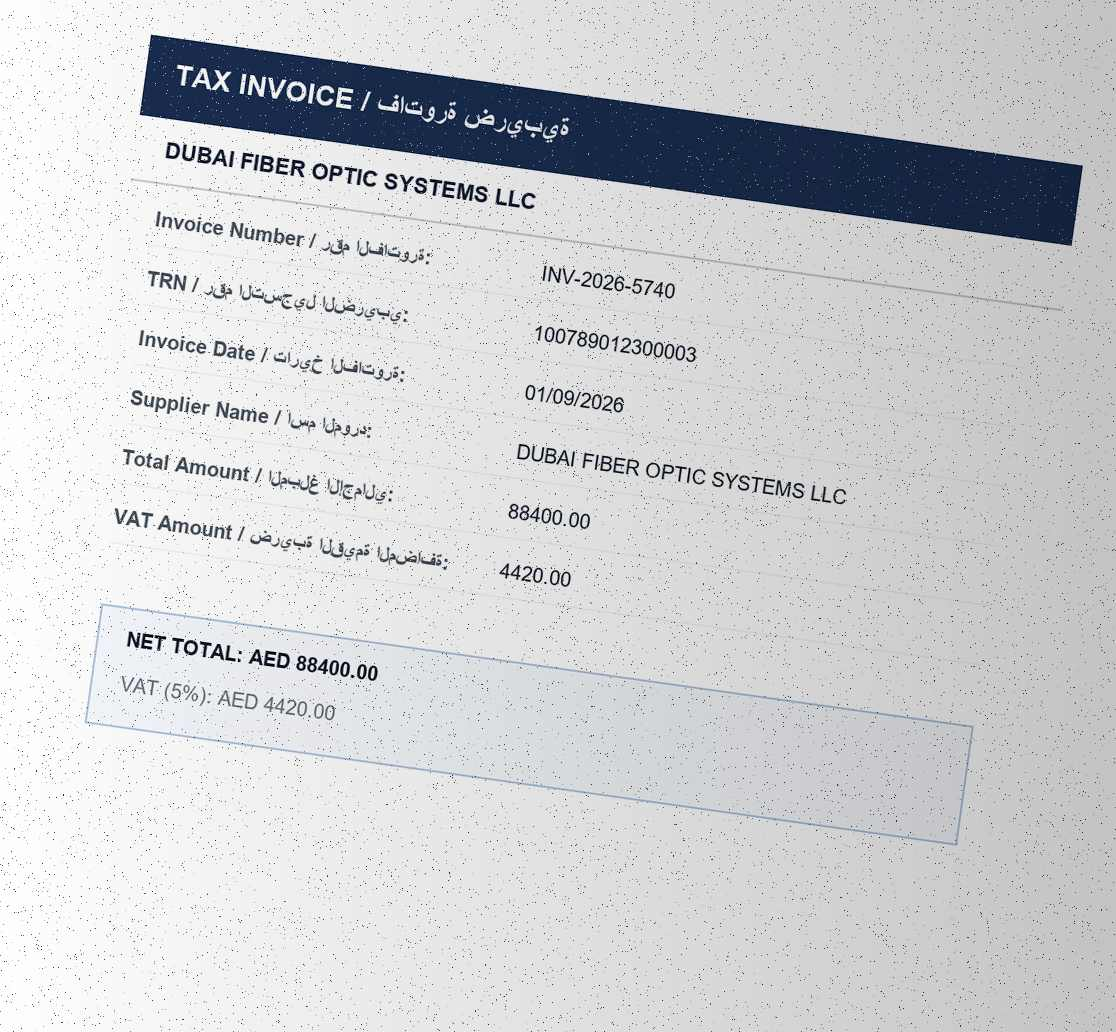 TAX INVOICE / فاتورة ضريبية
DUBAI FIBER OPTIC SYSTEMS LLC
Invoice Number / رقم الفاتورة: INV-2026-5740
TRN / رقم التسجيل الضريبي: 100789012300003
Invoice Date / تاريخ الفاتورة: 01/09/2026
Supplier Name / اسم المورد: DUBAI FIBER OPTIC SYSTEMS LLC
Total Amount / المبلغ الإجمالي: 88400.00
VAT Amount / ضريبة القيمة المضافة: 4420.00
NET TOTAL: AED 88400.00
VAT (5%): AED 4420.00